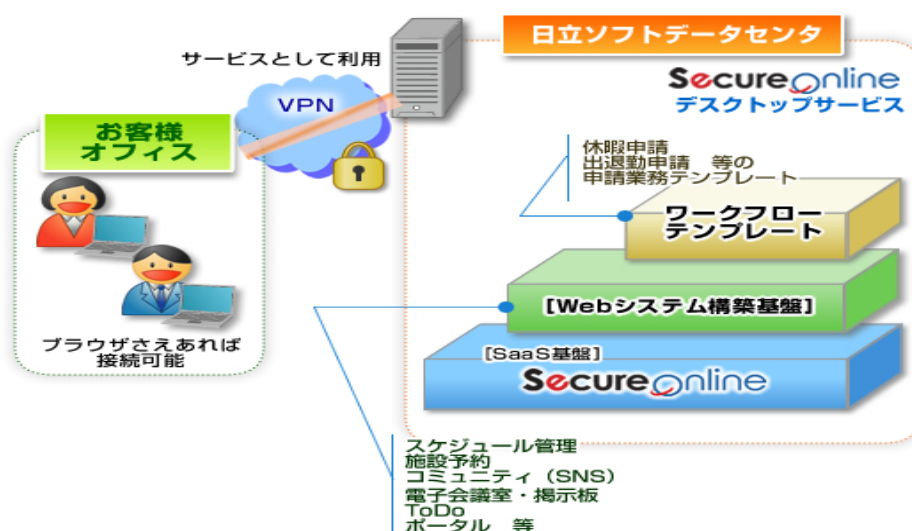 日立ソフトデータセンタ
サービスとして利用
Secureonline
デスクトップサービス
VPN
お客様
オフィス
休暇申請
出退勤申請 等の
申請業務テンプレート
ワークフロー
テンプレート
[Webシステム構築基盤]
ブラウザさえあれば
接続可能
[SaaS基盤]
Secureonline
スケジュール管理
施設予約
コミュニティ（SNS）
電子会議室・掲示板
ToDo
ポータル 等